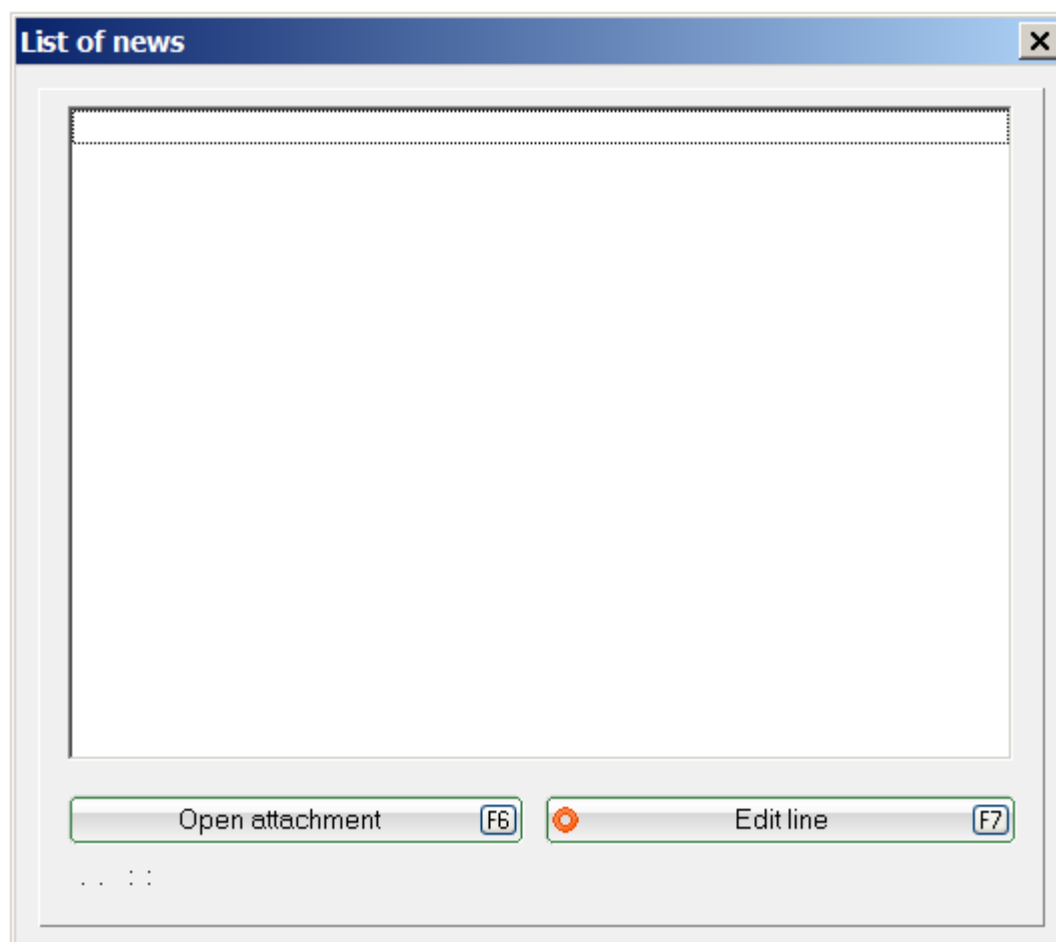 List of news
Open attachment F6 Edit line F7
. . : :